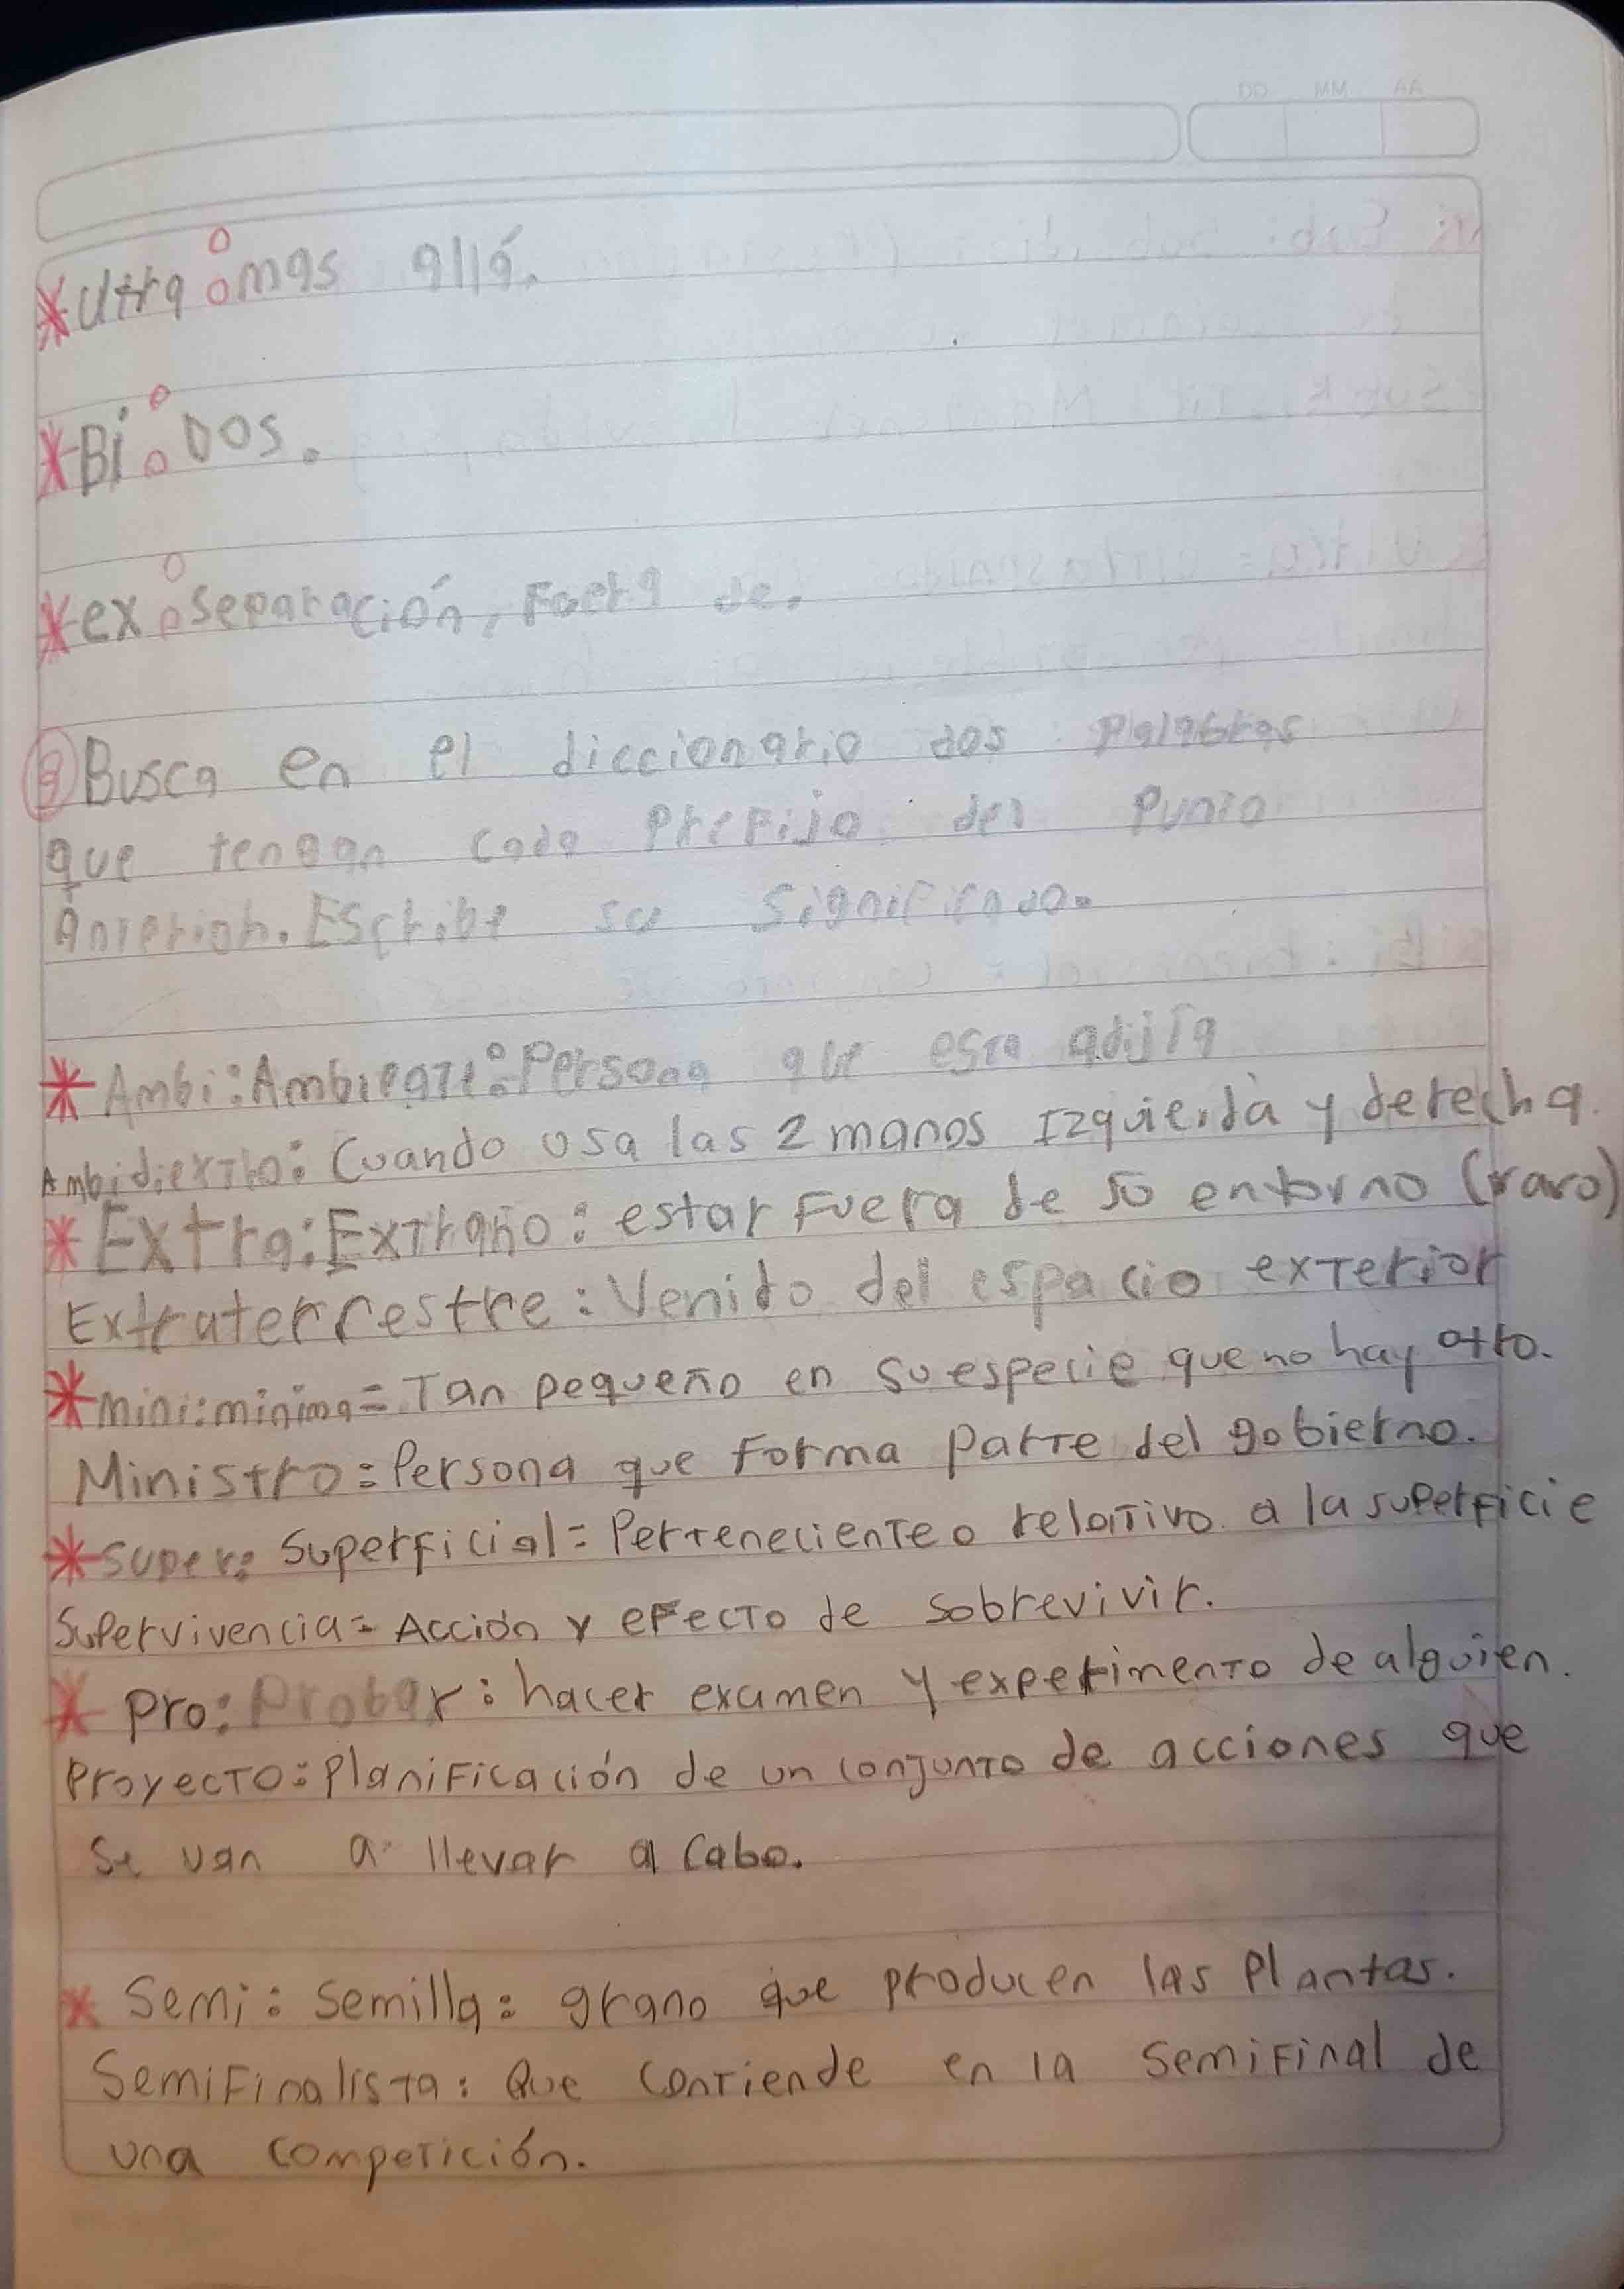 DD MM AA
* Utra : mas allá.
* Bi : Dos.
* ex : separación, Foera de.
② Busca en el diccionario dos Palabras
que tengan cada Prefijo del Punto
Anterior. Escribe su significado.
* Ambi: Ambiente: Persona que esta
Ambidiextro: Cuando usa las 2 manos Izquierda y derecha.
* Extra: Extraño: estar Fuera de su entorno (raro)
Extraterrestre: Venido del espacio exterior
* Mini: minima = Tan pequeño en su especie que no hay otro.
Ministro = Persona que Forma Parte del gobierno.
* super: Superficial = Perteneciente o relativo a la superficie
Supervivencia = Acción y eFecto de sobrevivir.
* Pro: Probar: hacer examen y experimento de alguien.
Proyecto: PlaniFicación de un conjunto de acciones que
se van a llevar a cabo.
* Semi: Semilla: grano que producen las Plantas.
SemiFinalista: Que contiende en la semiFinal de
una competición.